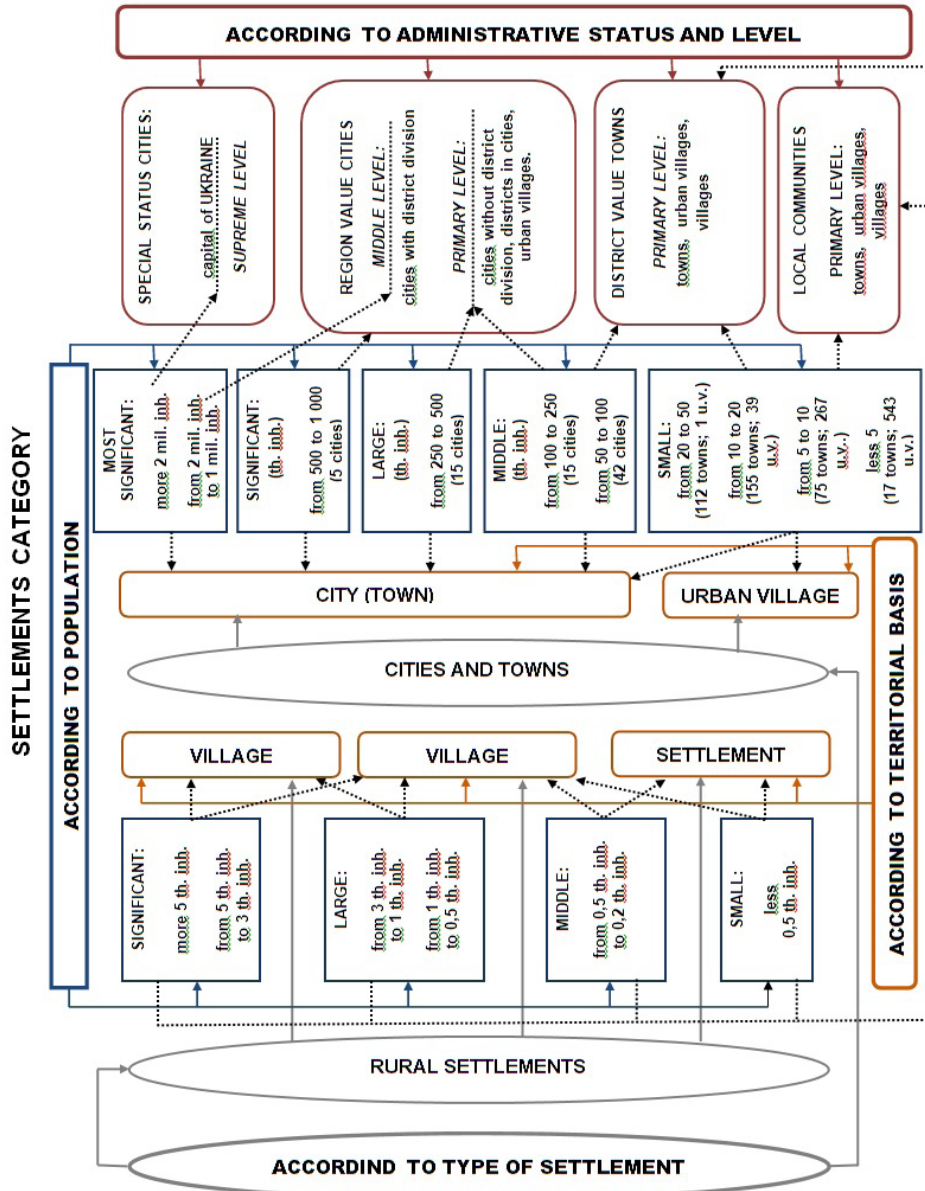 SETTLEMENTS CATEGORY
ACCORDING TO ADMINISTRATIVE STATUS AND LEVEL
SPECIAL STATUS CITIES:
capital of UKRAINE
SUPREME LEVEL
REGION VALUE CITIES
MIDDLE LEVEL:
cities with district division
PRIMARY LEVEL:
cities without district
division, districts in cities,
urban villages.
DISTRICT VALUE TOWNS
PRIMARY LEVEL:
towns, urban villages,
villages
LOCAL COMMUNITIES
PRIMARY LEVEL:
towns, urban villages,
villages
ACCORDING TO POPULATION
MOST
SIGNIFICANT:
more 2 mil. inh.
from 2 mil. inh.
to 1 mil. inh.
SIGNIFICANT:
(th. inh.)
from 500 to 1 000
(5 cities)
LARGE:
(th. inh.)
from 250 to 500
(15 cities)
MIDDLE:
(th. inh.)
from 100 to 250
(15 cities)
from 50 to 100
(42 cities)
SMALL:
from 20 to 50
(112 towns; 1 u.v.)
from 10 to 20
(155 towns; 39
u.v.)
from 5 to 10
(75 towns; 267
u.v..)
less 5
(17 towns; 543
u.v.)
CITY (TOWN)
URBAN VILLAGE
CITIES AND TOWNS
ACCORDING TO TERRITORIAL BASIS
VILLAGE
VILLAGE
SETTLEMENT
SIGNIFICANT:
more 5 th. inh.
from 5 th. inh.
to 3 th. inh.
LARGE:
from 3 th. inh.
to 1 th. inh.
from 1 th. inh.
to 0,5 th. inh.
MIDDLE:
from 0,5 th. inh.
to 0,2 th. inh.
SMALL:
less
0,5 th. inh.
RURAL SETTLEMENTS
ACCORDIND TO TYPE OF SETTLEMENT